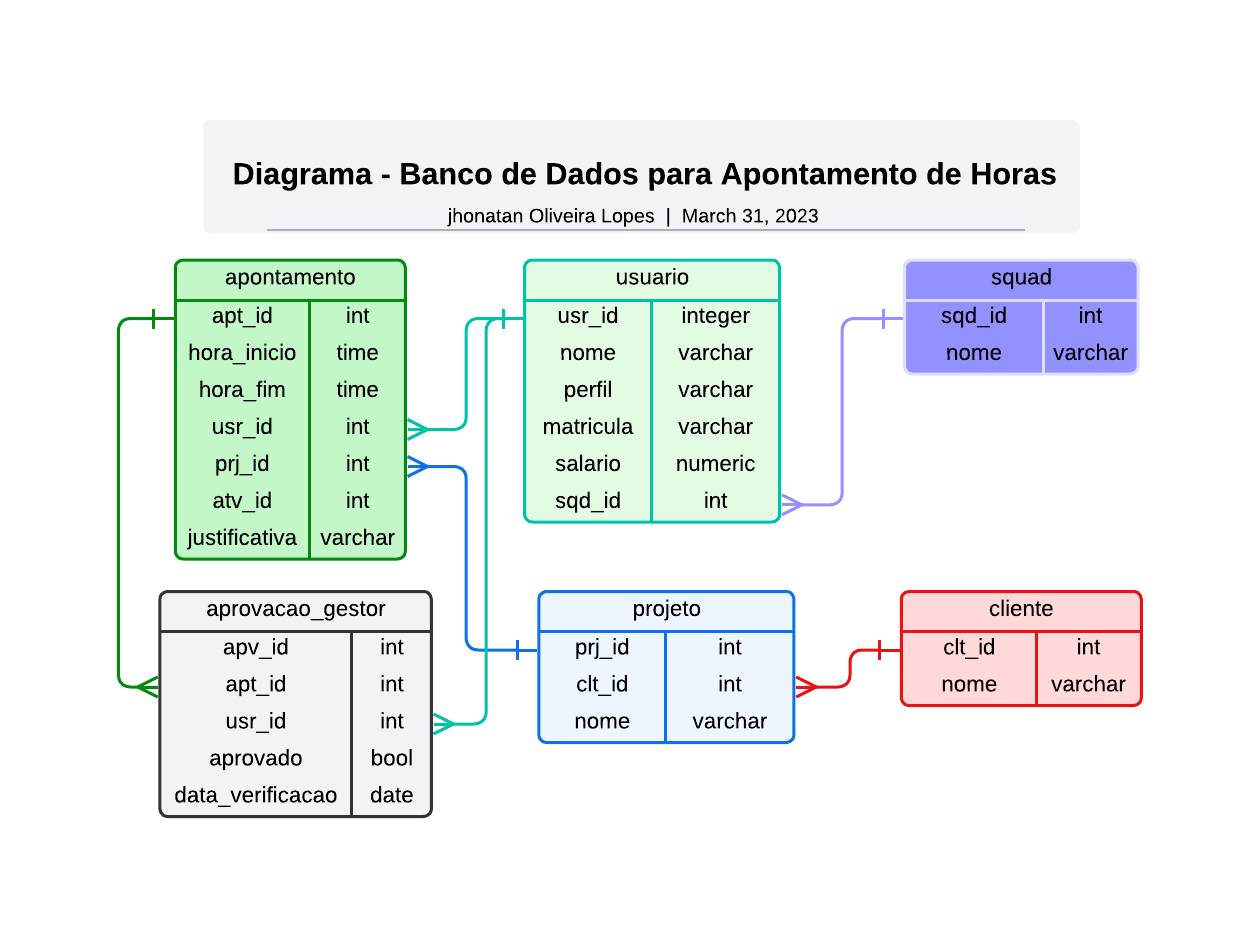 Diagrama - Banco de Dados para Apontamento de Horas
jhonatan Oliveira Lopes | March 31, 2023
apontamento
apt_id int
hora_inicio time
hora_fim time
usr_id int
prj_id int
atv_id int
justificativa varchar
usuario
usr_id integer
nome varchar
perfil varchar
matricula varchar
salario numeric
sqd_id int
squad
sqd_id int
nome varchar
aprovacao_gestor
apv_id int
apt_id int
usr_id int
aprovado bool
data_verificacao date
projeto
prj_id int
clt_id int
nome varchar
cliente
clt_id int
nome varchar